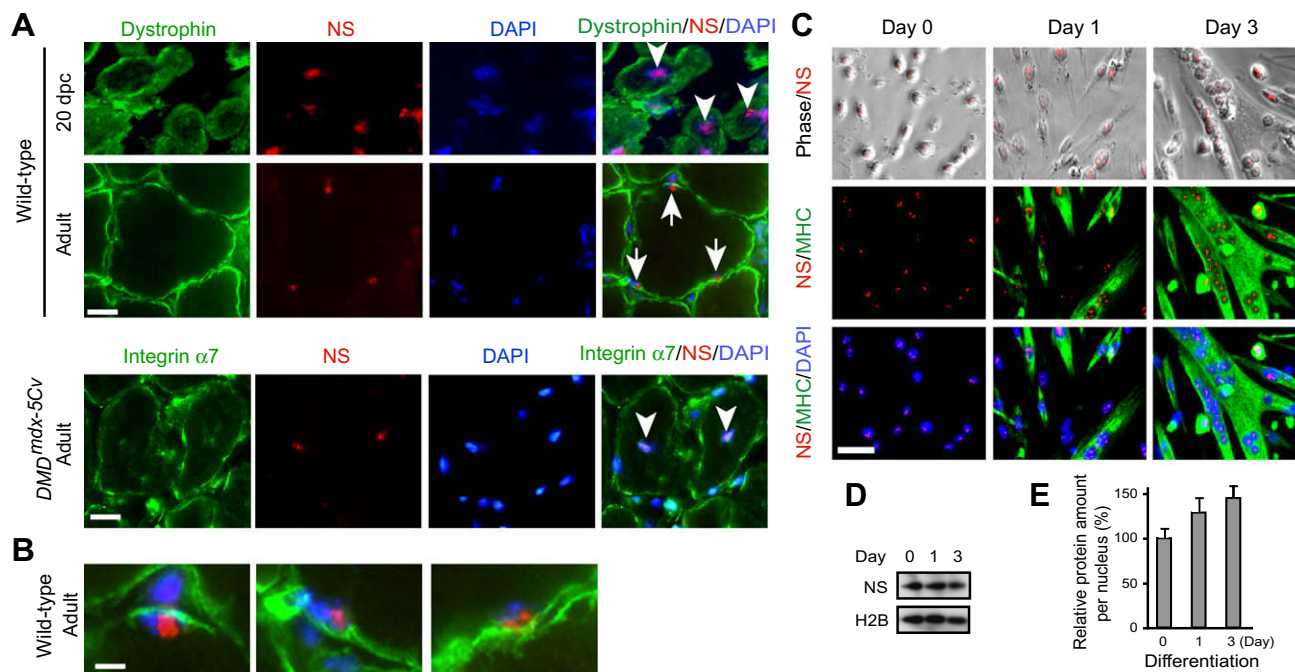 A
Dystrophin NS DAPI Dystrophin/NS/DAPI
Wild-type
20 dpc
Adult
Integrin α7 NS DAPI Integrin α7/NS/DAPI
DMDmdx-5Cv
Adult
B
Wild-type
Adult
C
Day 0 Day 1 Day 3
Phase/NS
NS/MHC
NS/MHC/DAPI
D
Day 0 1 3
NS
H2B
E
Relative protein amount
per nucleus (%)
150
100
50
0
0 1 3 (Day)
Differentiation